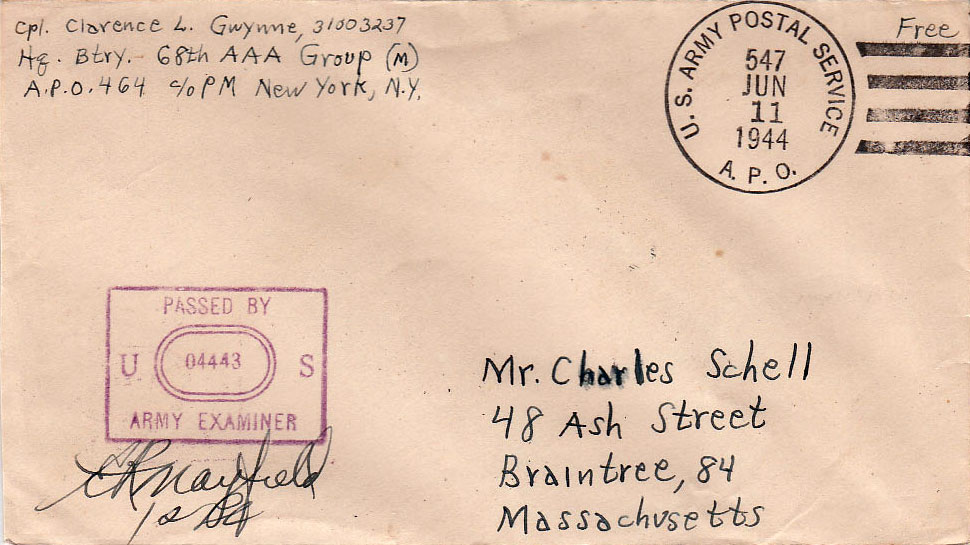 Cpl. Clarence L. Gwynne, 31003237
Hq. Btry. - 68th AAA Group (M)
A.P.O. 464 c/o PM New York, N.Y.
Free
U. S. ARMY POSTAL SERVICE
547
JUN
11
1944
A. P. O.
PASSED BY
U 04443 S
ARMY EXAMINER
Mayfield
Mr. Charles Schell
48 Ash Street
Braintree, 84
Massachusetts